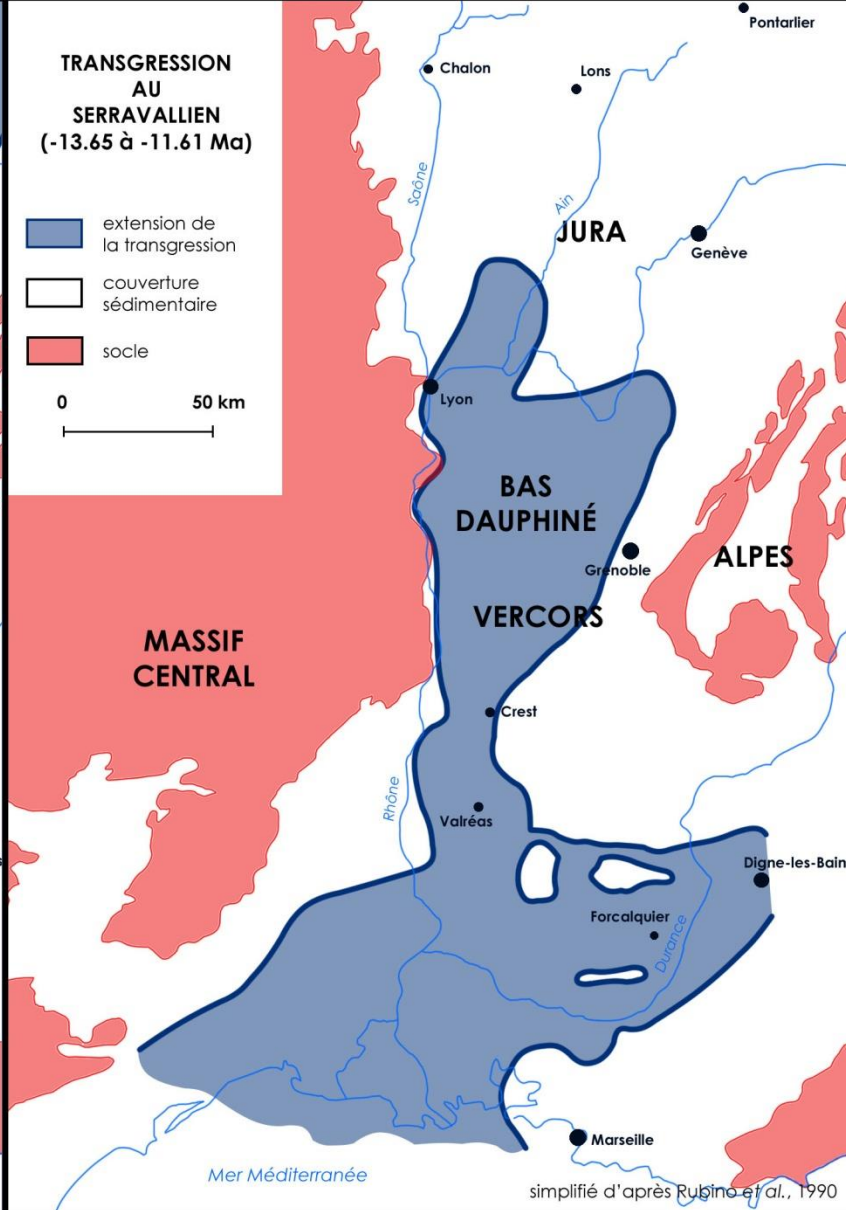 TRANSGRESSION
AU
SERRAVALLIEN
(-13.65 à -11.61 Ma)
extension de
la transgression
couverture
sédimentaire
socle
0 50 km
Pontarlier
Chalon
Lons
Saône
Ain
JURA
Genève
Lyon
BAS
DAUPHINÉ
Grenoble
ALPES
VERCORS
MASSIF
CENTRAL
Crest
Rhône
Valréas
Digne-les-Bain
Forcalquier
Durance
Marseille
Mer Méditerranée
simplifié d'après Rubino et al., 1990